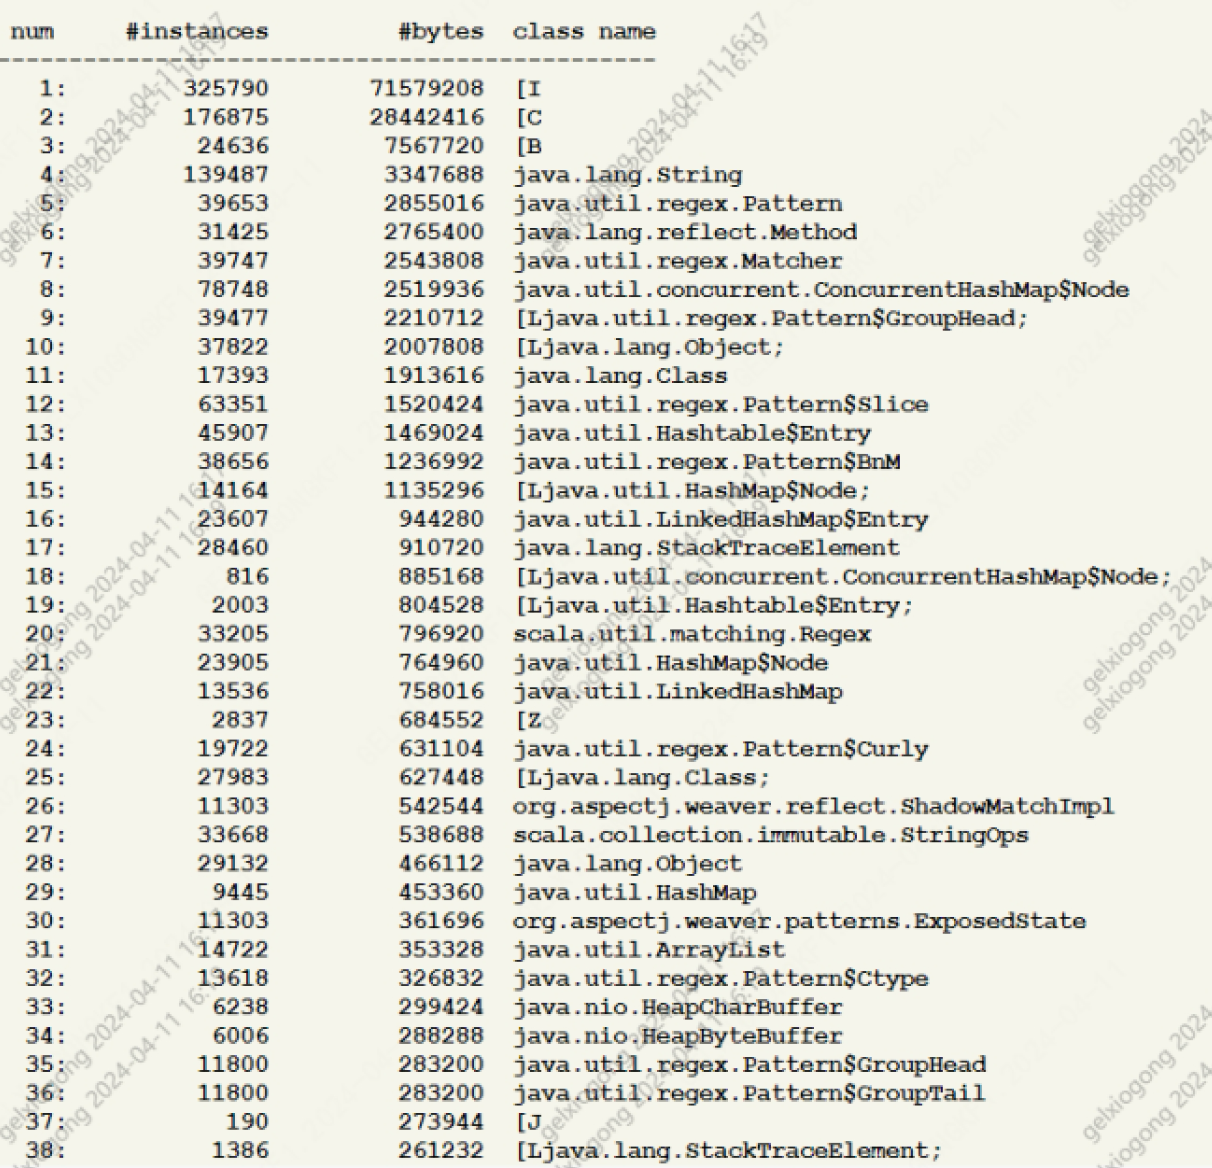 num #instances #bytes class name
----------------------------------------------
1: 325790 71579208 [I
2: 176875 28442416 [C
3: 24636 7567720 [B
4: 139487 3347688 java.lang.String
5: 39653 2855016 java.util.regex.Pattern
6: 31425 2765400 java.lang.reflect.Method
7: 39747 2543808 java.util.regex.Matcher
8: 78748 2519936 java.util.concurrent.ConcurrentHashMap$Node
9: 39477 2210712 [Ljava.util.regex.Pattern$GroupHead;
10: 37822 2007808 [Ljava.lang.Object;
11: 17393 1913616 java.lang.Class
12: 63351 1520424 java.util.regex.Pattern$Slice
13: 45907 1469024 java.util.Hashtable$Entry
14: 38656 1236992 java.util.regex.Pattern$BnM
15: 14164 1135296 [Ljava.util.HashMap$Node;
16: 23607 944280 java.util.LinkedHashMap$Entry
17: 28460 910720 java.lang.StackTraceElement
18: 816 885168 [Ljava.util.concurrent.ConcurrentHashMap$Node;
19: 2003 804528 [Ljava.util.Hashtable$Entry;
20: 33205 796920 scala.util.matching.Regex
21: 23905 764960 java.util.HashMap$Node
22: 13536 758016 java.util.LinkedHashMap
23: 2837 684552 [Z
24: 19722 631104 java.util.regex.Pattern$Curly
25: 27983 627448 [Ljava.lang.Class;
26: 11303 542544 org.aspectj.weaver.reflect.ShadowMatchImpl
27: 33668 538688 scala.collection.immutable.StringOps
28: 29132 466112 java.lang.Object
29: 9445 453360 java.util.HashMap
30: 11303 361696 org.aspectj.weaver.patterns.ExposedState
31: 14722 353328 java.util.ArrayList
32: 13618 326832 java.util.regex.Pattern$Ctype
33: 6238 299424 java.nio.HeapCharBuffer
34: 6006 288288 java.nio.HeapByteBuffer
35: 11800 283200 java.util.regex.Pattern$GroupHead
36: 11800 283200 java.util.regex.Pattern$GroupTail
37: 190 273944 [J
38: 1386 261232 [Ljava.lang.StackTraceElement;
gelxiogong 2024-04-11 16:17
gelxiogong 2024-04-11 16:19